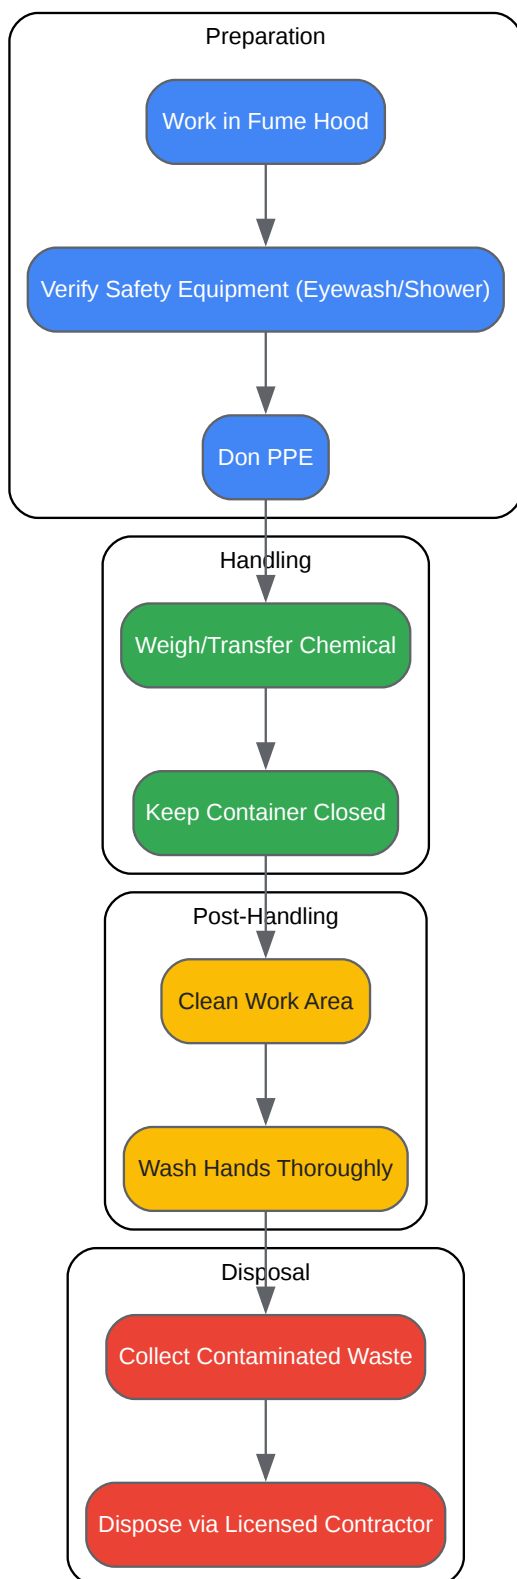 Preparation
Work in Fume Hood
Verify Safety Equipment (Eyewash/Shower)
Don PPE
Handling
Weigh/Transfer Chemical
Keep Container Closed
Post-Handling
Clean Work Area
Wash Hands Thoroughly
Disposal
Collect Contaminated Waste
Dispose via Licensed Contractor